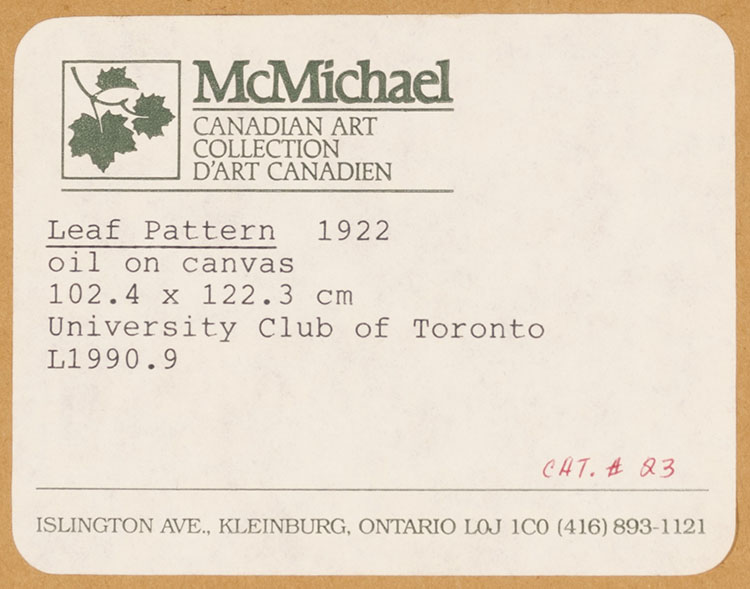 McMichael
CANADIAN ART
COLLECTION
D'ART CANADIEN
Leaf Pattern 1922
oil on canvas
102.4 x 122.3 cm
University Club of Toronto
L1990.9
CAT. # 23
ISLINGTON AVE., KLEINBURG, ONTARIO L0J 1C0 (416) 893-1121